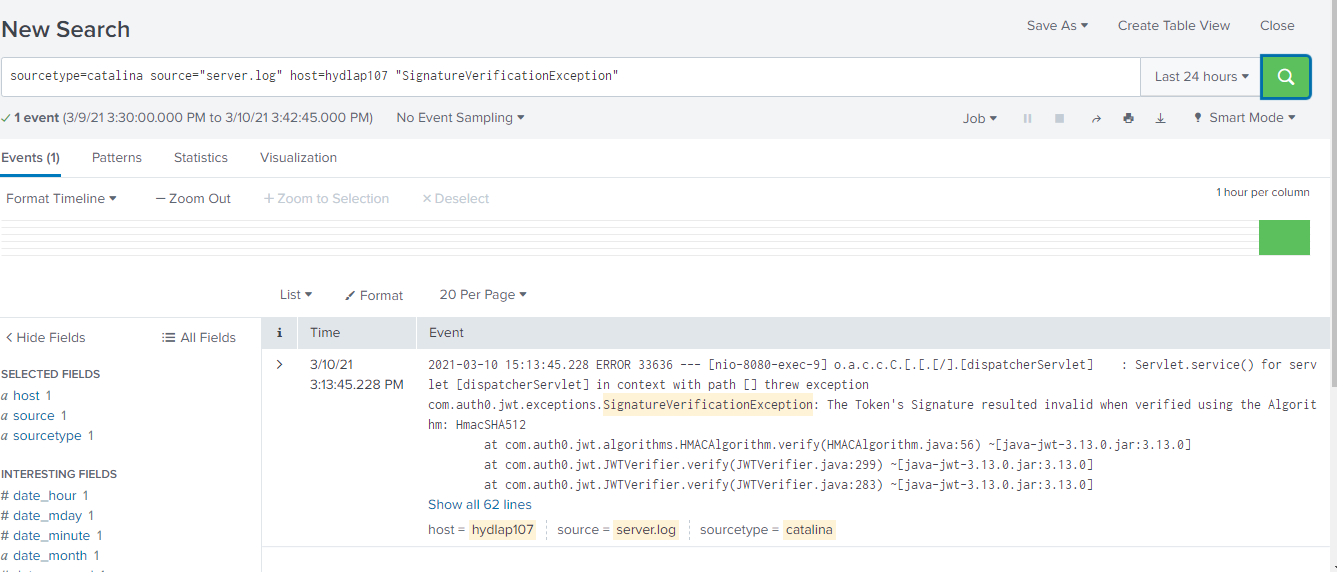 New Search
Save As
Create Table View
Close
sourcetype=catalina source="server.log" host=hydlap107 "SignatureVerificationException"
Last 24 hours
1 event (3/9/21 3:30:00.000 PM to 3/10/21 3:42:45.000 PM)
No Event Sampling
Job
Smart Mode
Events (1)
Patterns
Statistics
Visualization
Format Timeline
— Zoom Out
+ Zoom to Selection
× Deselect
1 hour per column
List
Format
20 Per Page
< Hide Fields
All Fields
i
Time
Event
SELECTED FIELDS
a host 1
a source 1
a sourcetype 1
INTERESTING FIELDS
# date_hour 1
# date_mday 1
# date_minute 1
a date_month 1
>
3/10/21
3:13:45.228 PM
2021-03-10 15:13:45.228 ERROR 33636 --- [nio-8080-exec-9] o.a.c.c.C.[.[.[/].[dispatcherServlet]    : Servlet.service() for serv
let [dispatcherServlet] in context with path [] threw exception
com.auth0.jwt.exceptions.SignatureVerificationException: The Token's Signature resulted invalid when verified using the Algorit
hm: HmacSHA512
at com.auth0.jwt.algorithms.HMACAlgorithm.verify(HMACAlgorithm.java:56) ~[java-jwt-3.13.0.jar:3.13.0]
at com.auth0.jwt.JWTVerifier.verify(JWTVerifier.java:299) ~[java-jwt-3.13.0.jar:3.13.0]
at com.auth0.jwt.JWTVerifier.verify(JWTVerifier.java:283) ~[java-jwt-3.13.0.jar:3.13.0]
Show all 62 lines
host = hydlap107
source = server.log
sourcetype = catalina